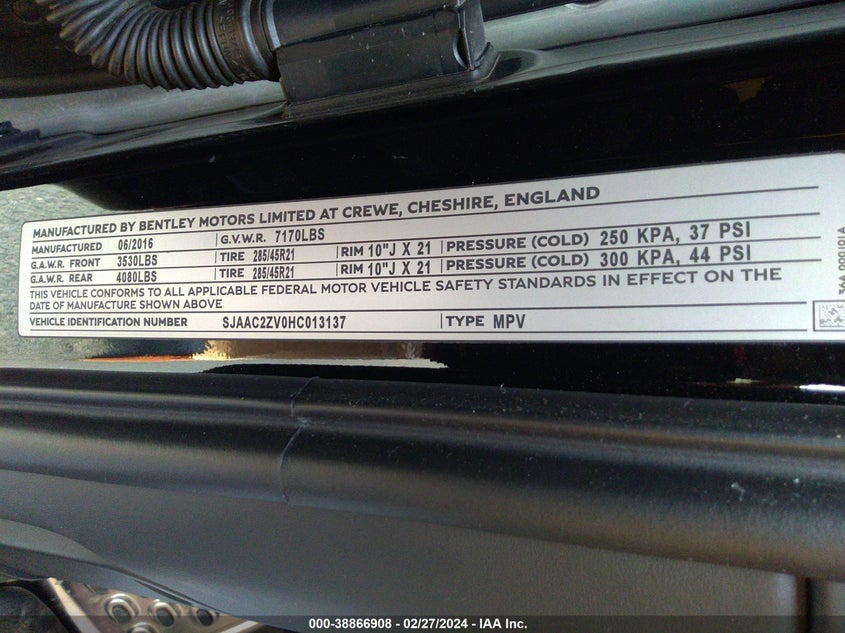 MANUFACTURED BY BENTLEY MOTORS LIMITED AT CREWE, CHESHIRE, ENGLAND
MANUFACTURED 06/2016 G.V.W.R. 7170LBS
G.A.W.R. FRONT 3530LBS TIRE 285/45R21 RIM 10"J X 21 PRESSURE (COLD) 250 KPA, 37 PSI
G.A.W.R. REAR 4080LBS TIRE 285/45R21 RIM 10"J X 21 PRESSURE (COLD) 300 KPA, 44 PSI
THIS VEHICLE CONFORMS TO ALL APPLICABLE FEDERAL MOTOR VEHICLE SAFETY STANDARDS IN EFFECT ON THE
DATE OF MANUFACTURE SHOWN ABOVE
VEHICLE IDENTIFICATION NUMBER SJAAC2ZV0HC013137 TYPE MPV
36A 000 101A
000-38866908 - 02/27/2024 - IAA Inc.